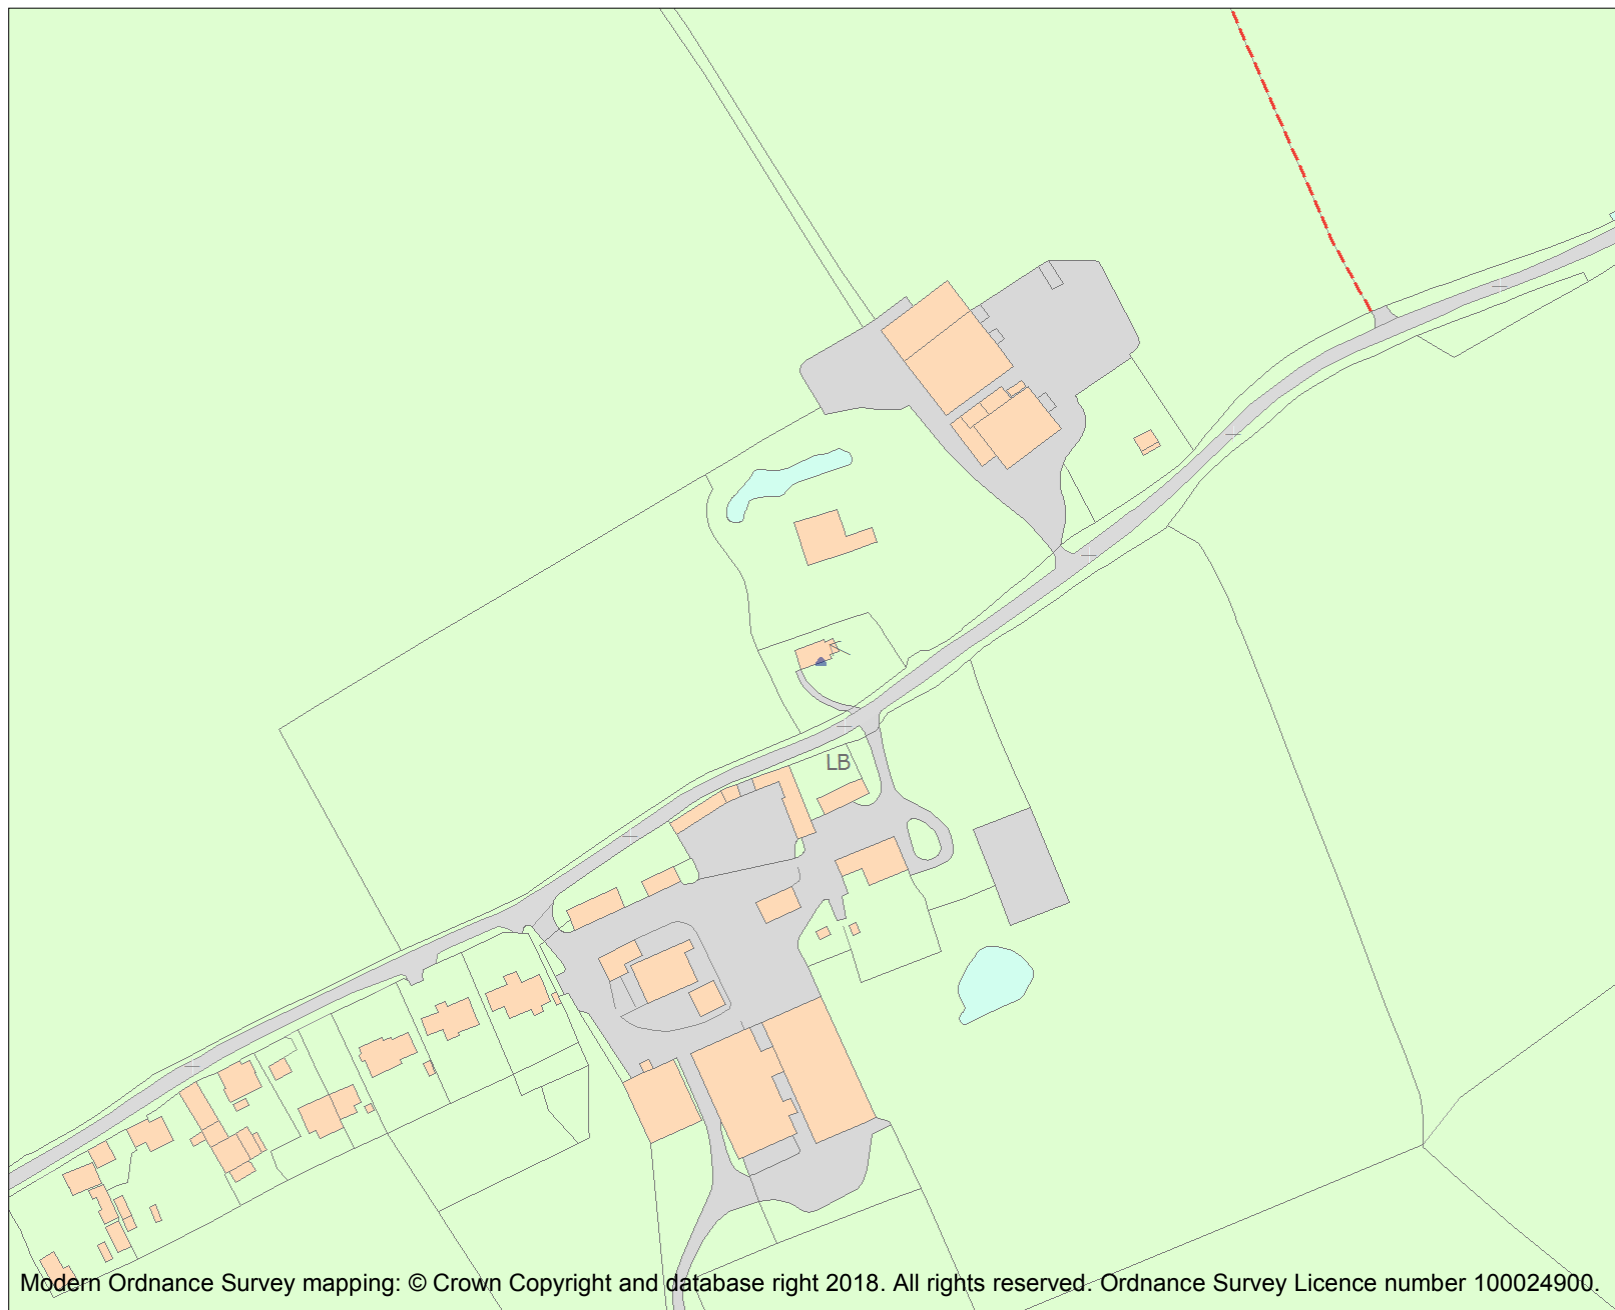 LB
Modern Ordnance Survey mapping: © Crown Copyright and database right 2018. All rights reserved. Ordnance Survey Licence number 100024900.